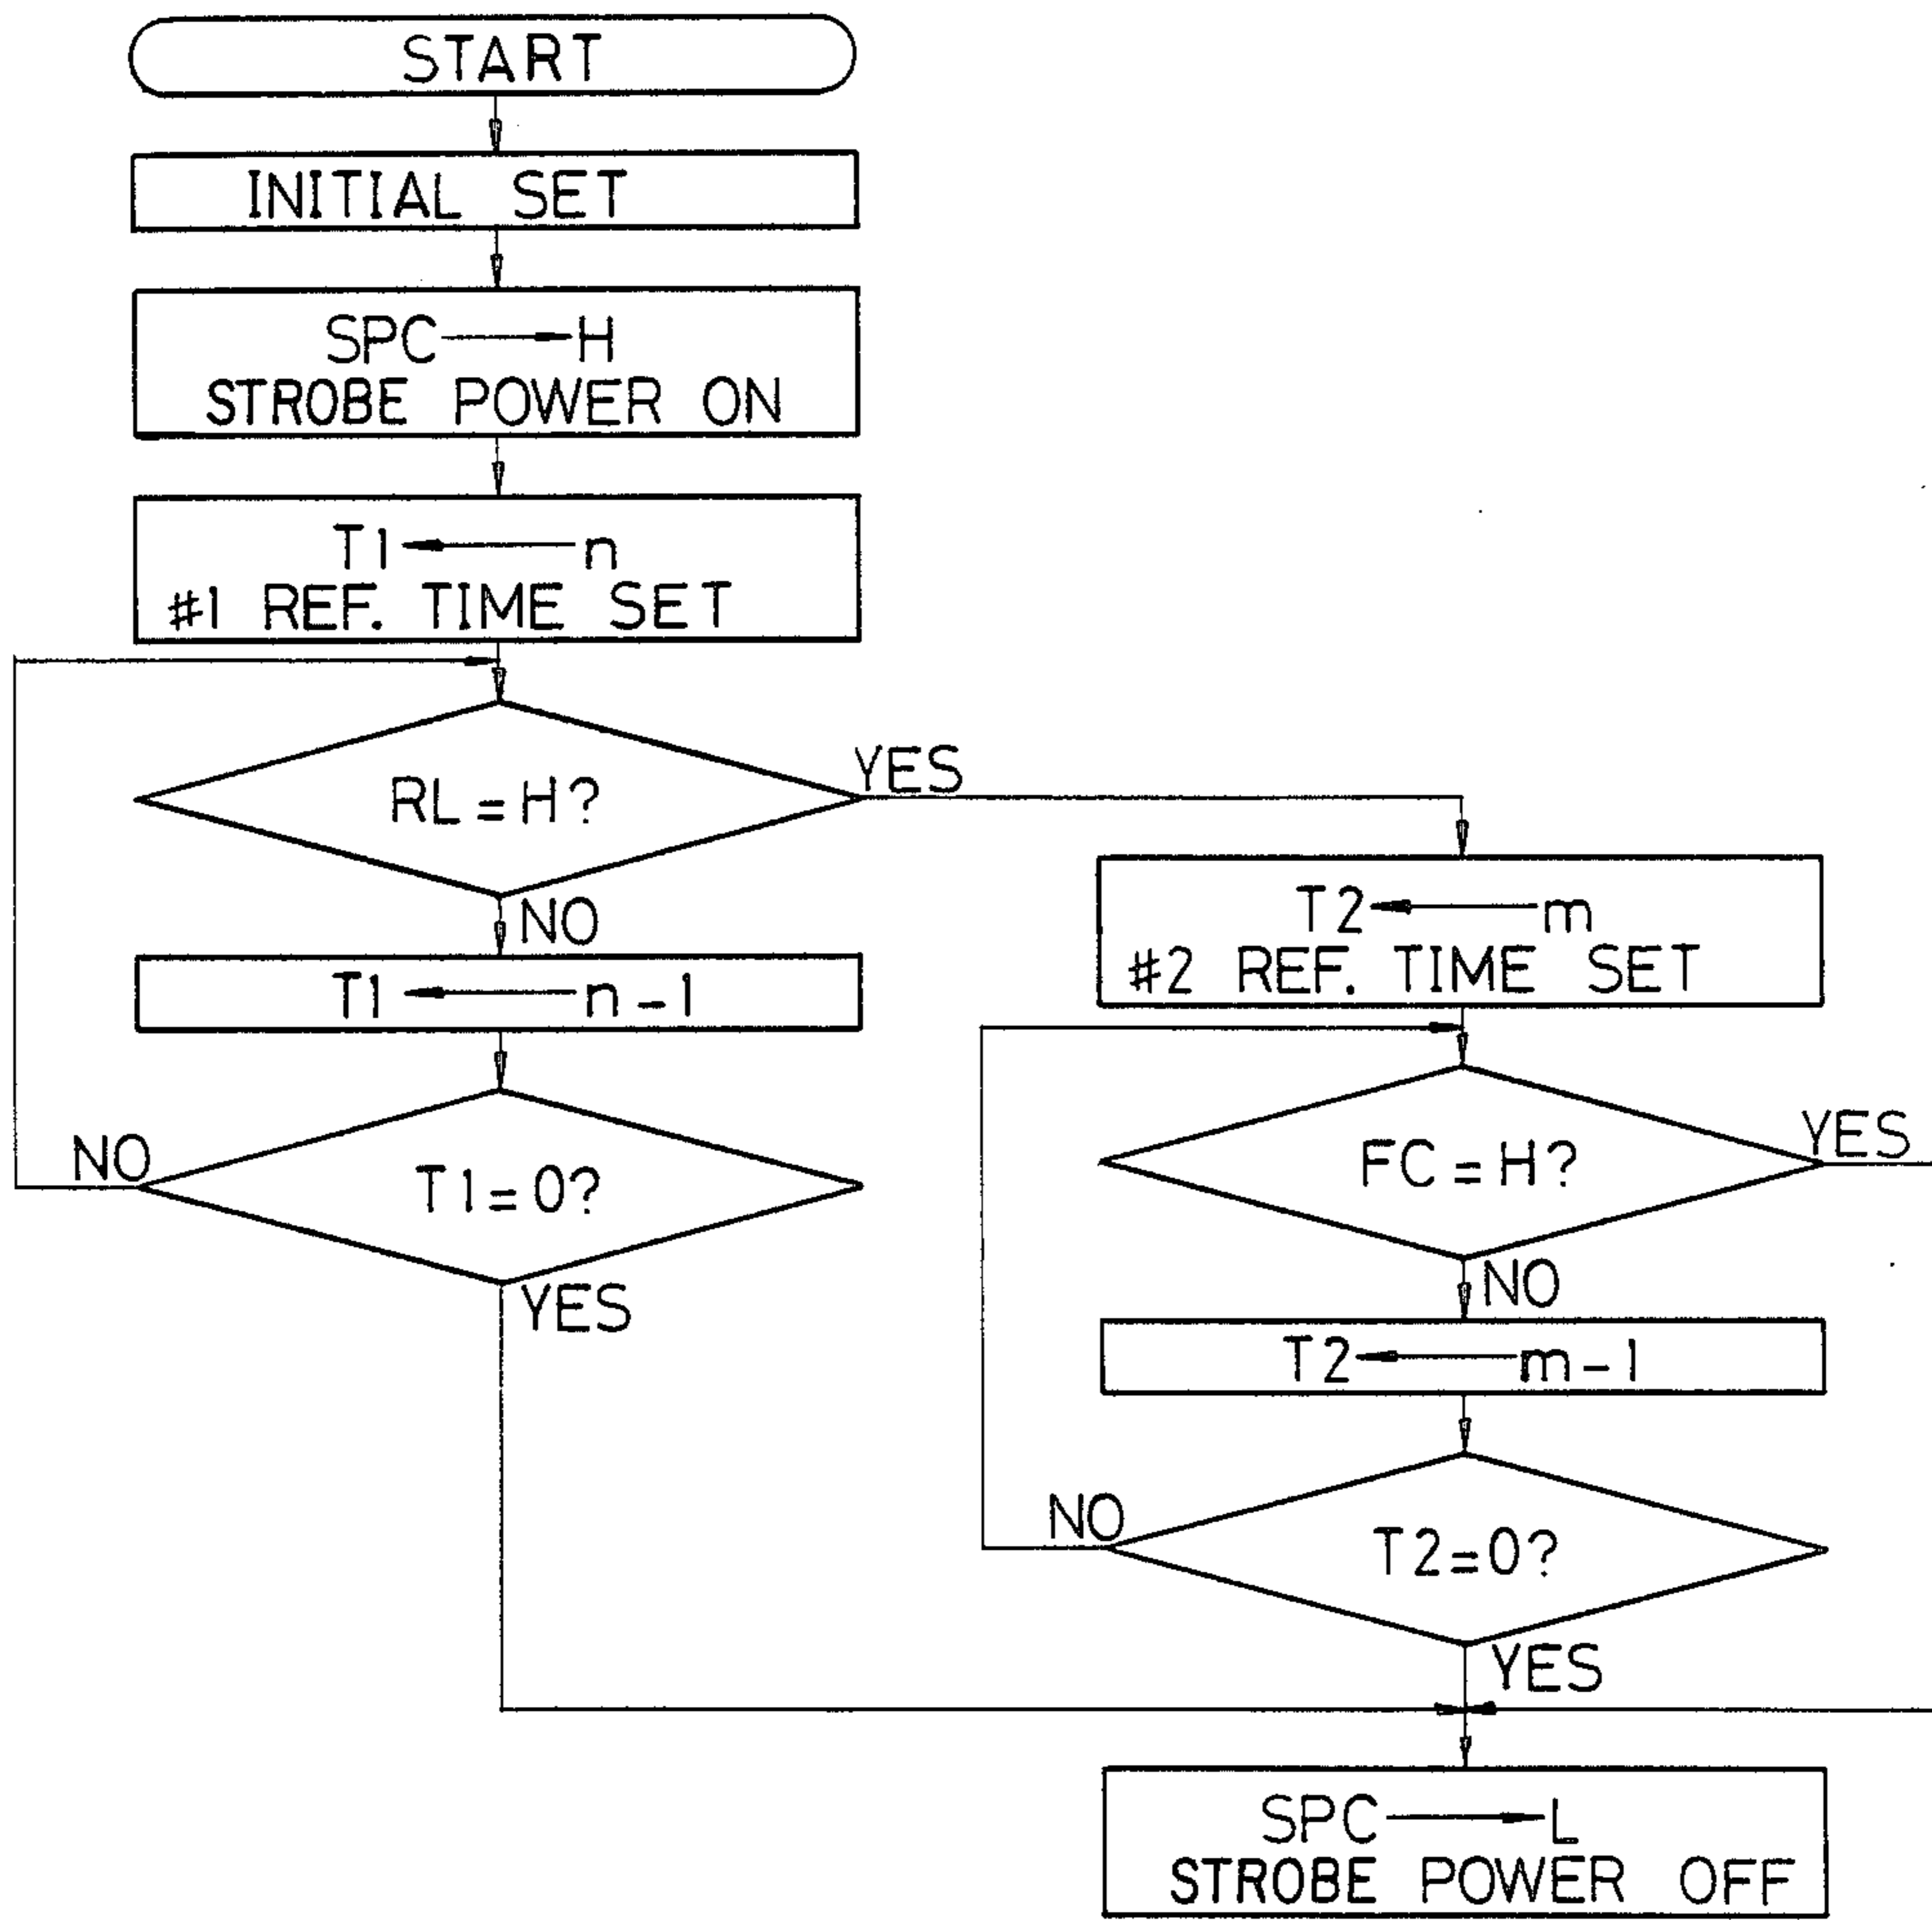 START
INITIAL SET
SPC → H
STROBE POWER ON
T1 ← n
#1 REF. TIME SET
RL = H?
YES
NO
T1 ← n - 1
T1 = 0?
NO
YES
T2 ← m
#2 REF. TIME SET
FC = H?
YES
NO
T2 ← m - 1
T2 = 0?
NO
YES
SPC → L
STROBE POWER OFF